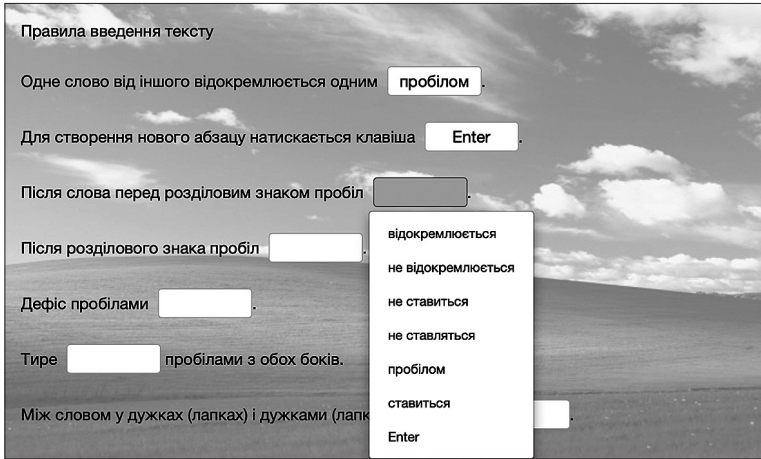 Правила введення тексту
Одне слово від іншого відокремлюється одним пробілом.
Для створення нового абзацу натискається клавіша Enter.
Після слова перед розділовим знаком пробіл .
відокремлюється
Після розділового знака пробіл .
не відокремлюється
не ставиться
Дефіс пробілами .
не ставляться
Тире пробілами з обох боків.
пробілом
ставиться
Між словом у дужках (лапках) і дужками .
Enter